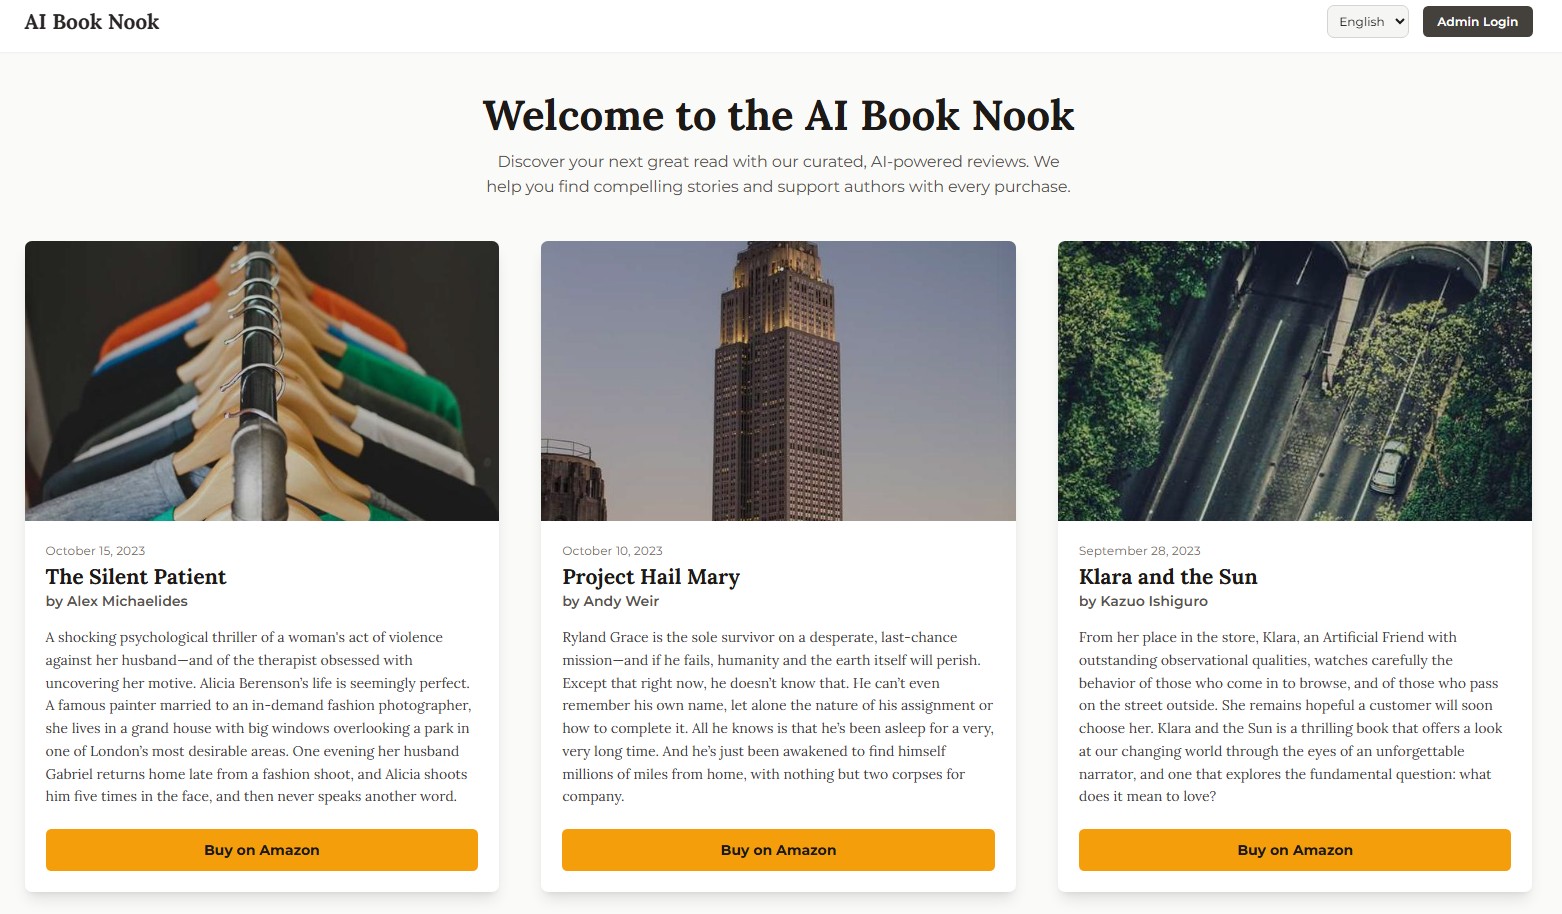 AI Book Nook
English
Admin Login
Welcome to the AI Book Nook
Discover your next great read with our curated, AI-powered reviews. We
help you find compelling stories and support authors with every purchase.
October 15, 2023
The Silent Patient
by Alex Michaelides
A shocking psychological thriller of a woman's act of violence
against her husband—and of the therapist obsessed with
uncovering her motive. Alicia Berenson’s life is seemingly perfect.
A famous painter married to an in-demand fashion photographer,
she lives in a grand house with big windows overlooking a park in
one of London’s most desirable areas. One evening her husband
Gabriel returns home late from a fashion shoot, and Alicia shoots
him five times in the face, and then never speaks another word.
Buy on Amazon
October 10, 2023
Project Hail Mary
by Andy Weir
Ryland Grace is the sole survivor on a desperate, last-chance
mission—and if he fails, humanity and the earth itself will perish.
Except that right now, he doesn’t know that. He can’t even
remember his own name, let alone the nature of his assignment or
how to complete it. All he knows is that he’s been asleep for a very,
very long time. And he’s just been awakened to find himself
millions of miles from home, with nothing but two corpses for
company.
Buy on Amazon
September 28, 2023
Klara and the Sun
by Kazuo Ishiguro
From her place in the store, Klara, an Artificial Friend with
outstanding observational qualities, watches carefully the
behavior of those who come in to browse, and of those who pass
on the street outside. She remains hopeful a customer will soon
choose her. Klara and the Sun is a thrilling book that offers a look
at our changing world through the eyes of an unforgettable
narrator, and one that explores the fundamental question: what
does it mean to love?
Buy on Amazon